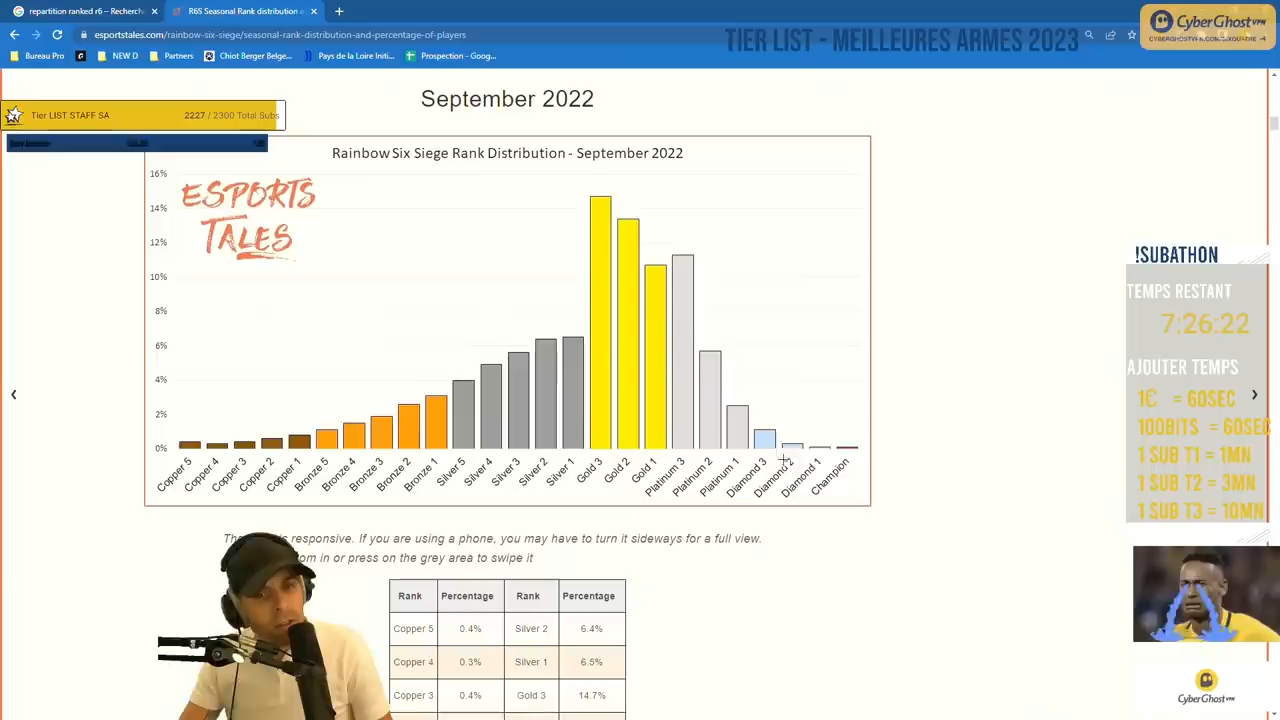 repartition ranked r6 – Recherch
R6S Seasonal Rank distribution a
esportstales.com/rainbow-six-siege/seasonal-rank-distribution-and-percentage-of-players
Bureau Pro
NEW D
Partners
Chiot Berger Belge...
Pays de la Loire Initi...
Prospection - Goog...
CyberGhost VPN
CYBERGHOSTVPN.COM/SIXQUATRE
TIER LIST - MEILLEURES ARMES 2023
September 2022
Tier LIST STAFF SA
2227 / 2300 Total Subs
Rainbow Six Siege Rank Distribution - September 2022
ESPORTS
TALES
16%
14%
12%
10%
8%
6%
4%
2%
0%
Copper 5
Copper 4
Copper 3
Copper 2
Copper 1
Bronze 5
Bronze 4
Bronze 3
Bronze 2
Bronze 1
Silver 5
Silver 4
Silver 3
Silver 2
Silver 1
Gold 3
Gold 2
Gold 1
Platinum 3
Platinum 2
Platinum 1
Diamond 3
Diamond 2
Diamond 1
Champion
is responsive. If you are using a phone, you may have to turn it sideways for a full view.
in or press on the grey area to swipe it
Rank Percentage Rank Percentage
Copper 5 0.4% Silver 2 6.4%
Copper 4 0.3% Silver 1 6.5%
Copper 3 0.4% Gold 3 14.7%
!SUBATHON
TEMPS RESTANT
7:26:22
AJOUTER TEMPS
1€ = 60SEC
100BITS = 60SEC
1 SUB T1 = 1MN
1 SUB T2 = 3MN
1 SUB T3 = 10MN
CyberGhost